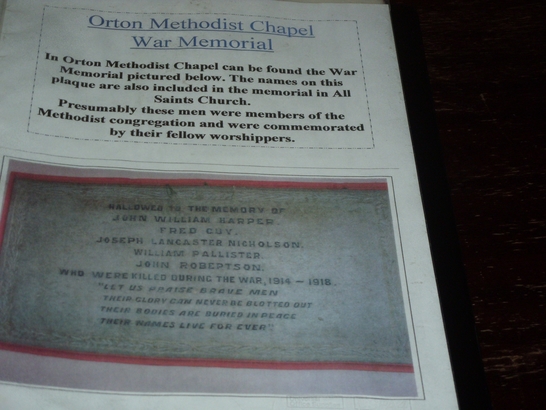 Orton Methodist Chapel
War Memorial
In Orton Methodist Chapel can be found the War
Memorial pictured below. The names on this
plaque are also included in the memorial in All
Saints Church.
Presumably these men were members of the
Methodist congregation and were commemorated
by their fellow worshippers.
HALLOWED TO THE MEMORY OF
JOHN WILLIAM HARPER.
FRED GUY.
JOSEPH LANCASTER NICHOLSON.
WILLIAM PALLISTER.
JOHN ROBERTSON.
WHO WERE KILLED DURING THE WAR, 1914 – 1918.
"LET US PRAISE BRAVE MEN
THEIR GLORY CAN NEVER BE BLOTTED OUT
THEIR BODIES ARE BURIED IN PEACE
THEIR NAMES LIVE FOR EVER"